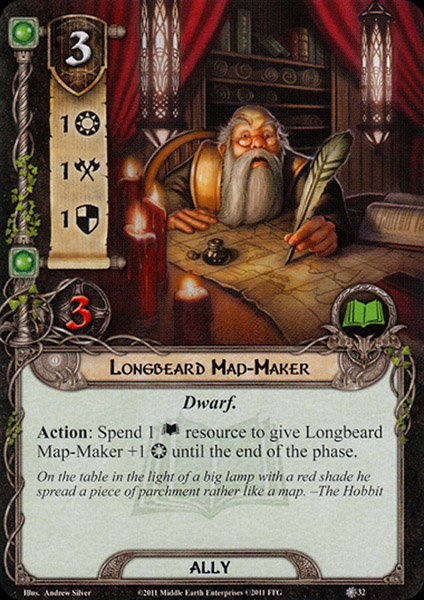 3
1
1
1
3
LONGBEARD MAP-MAKER
Dwarf.
Action: Spend 1 resource to give Longbeard
Map-Maker +1 until the end of the phase.
On the table in the light of a big lamp with a red shade he
spread a piece of parchment rather like a map. –The Hobbit
ALLY
Illus. Andrew Silver ©2011 Middle Earth Enterprises ©2011 FFG 32